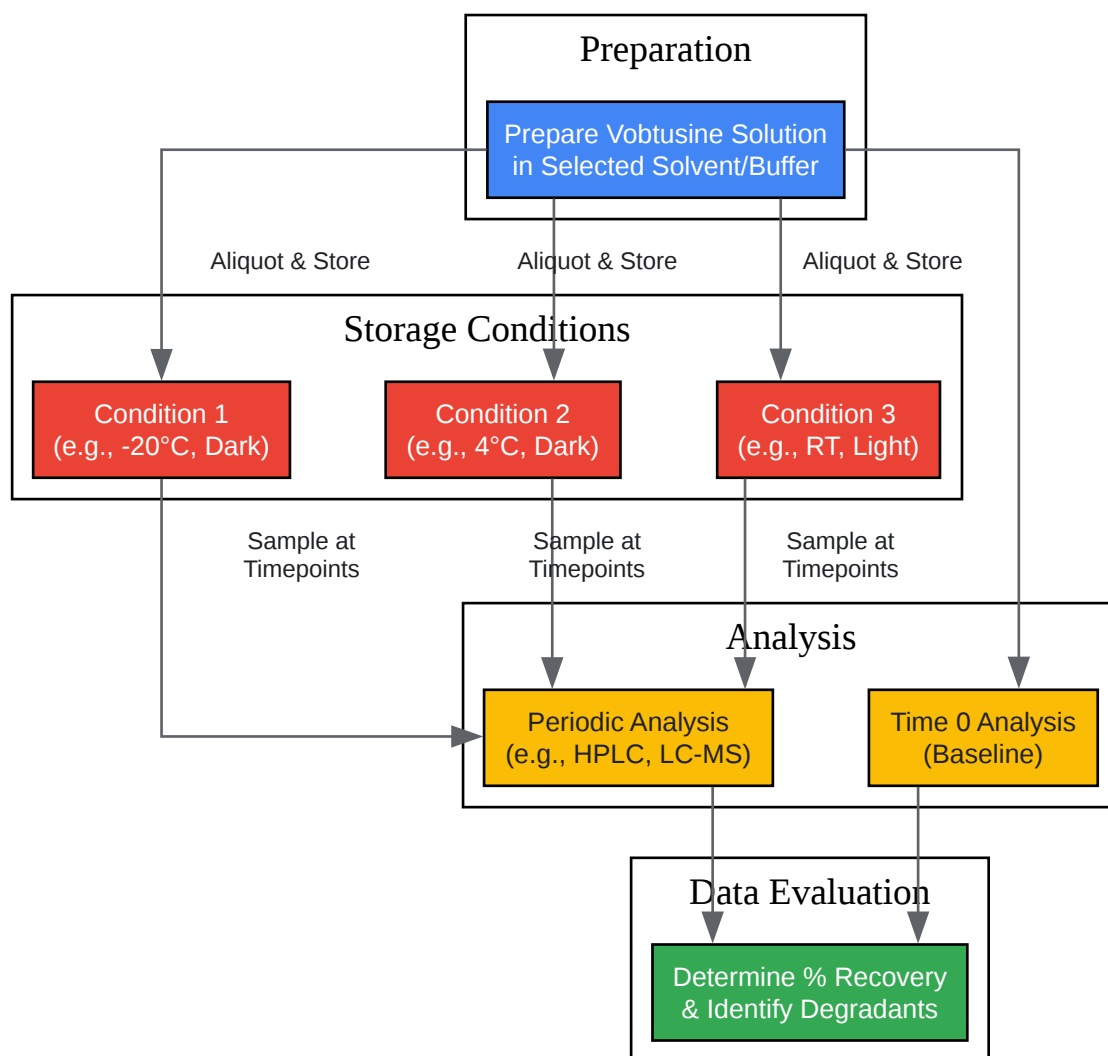 Preparation
Prepare Vobtusine Solution
in Selected Solvent/Buffer
Aliquot & Store
Aliquot & Store
Aliquot & Store
Storage Conditions
Condition 1
(e.g., -20°C, Dark)
Condition 2
(e.g., 4°C, Dark)
Condition 3
(e.g., RT, Light)
Sample at
Timepoints
Sample at
Timepoints
Sample at
Timepoints
Analysis
Periodic Analysis
(e.g., HPLC, LC-MS)
Time 0 Analysis
(Baseline)
Data Evaluation
Determine % Recovery
& Identify Degradants